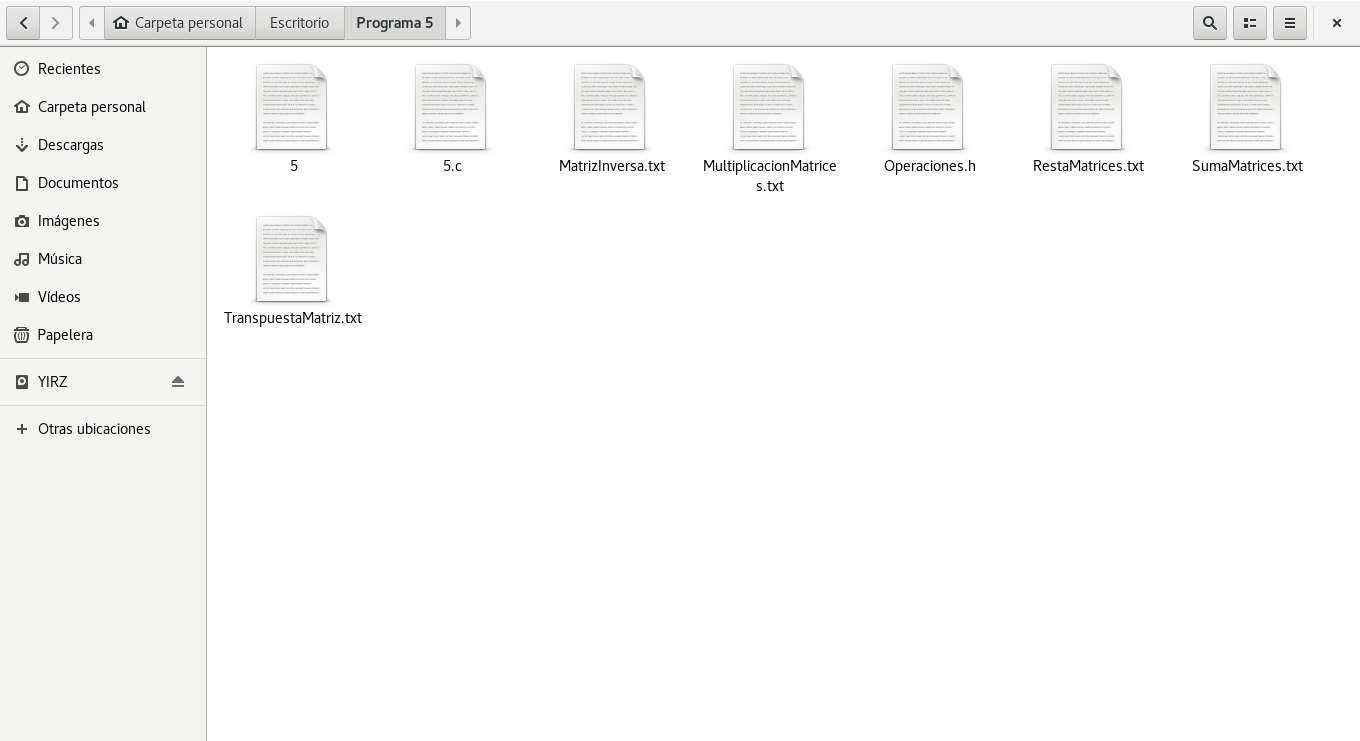 Carpeta personal
Escritorio
Programa 5
Recientes
Carpeta personal
Descargas
Documentos
Imágenes
Música
Vídeos
Papelera
YIRZ
Otras ubicaciones
5
5.c
MatrizInversa.txt
MultiplicacionMatrice
s.txt
Operaciones.h
RestaMatrices.txt
SumaMatrices.txt
TranspuestaMatriz.txt